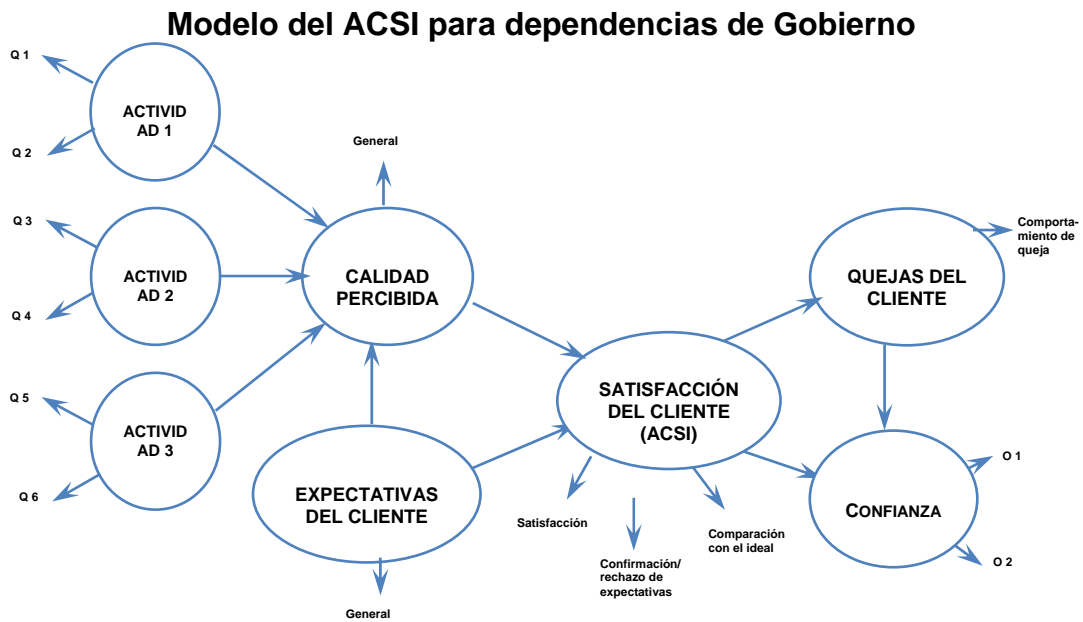 Modelo del ACSI para dependencias de Gobierno
Q 1
ACTIVID
AD 1
Q 2
General
Q 3
ACTIVID
AD 2
Q 4
CALIDAD
PERCIBIDA
QUEJAS DEL
CLIENTE
Comporta-
miento de
queja
Q 5
ACTIVID
AD 3
Q 6
SATISFACCIÓN
DEL CLIENTE
(ACSI)
EXPECTATIVAS
DEL CLIENTE
CONFIANZA
O 1
O 2
Satisfacción
Confirmación/
rechazo de
expectativas
Comparación
con el ideal
General